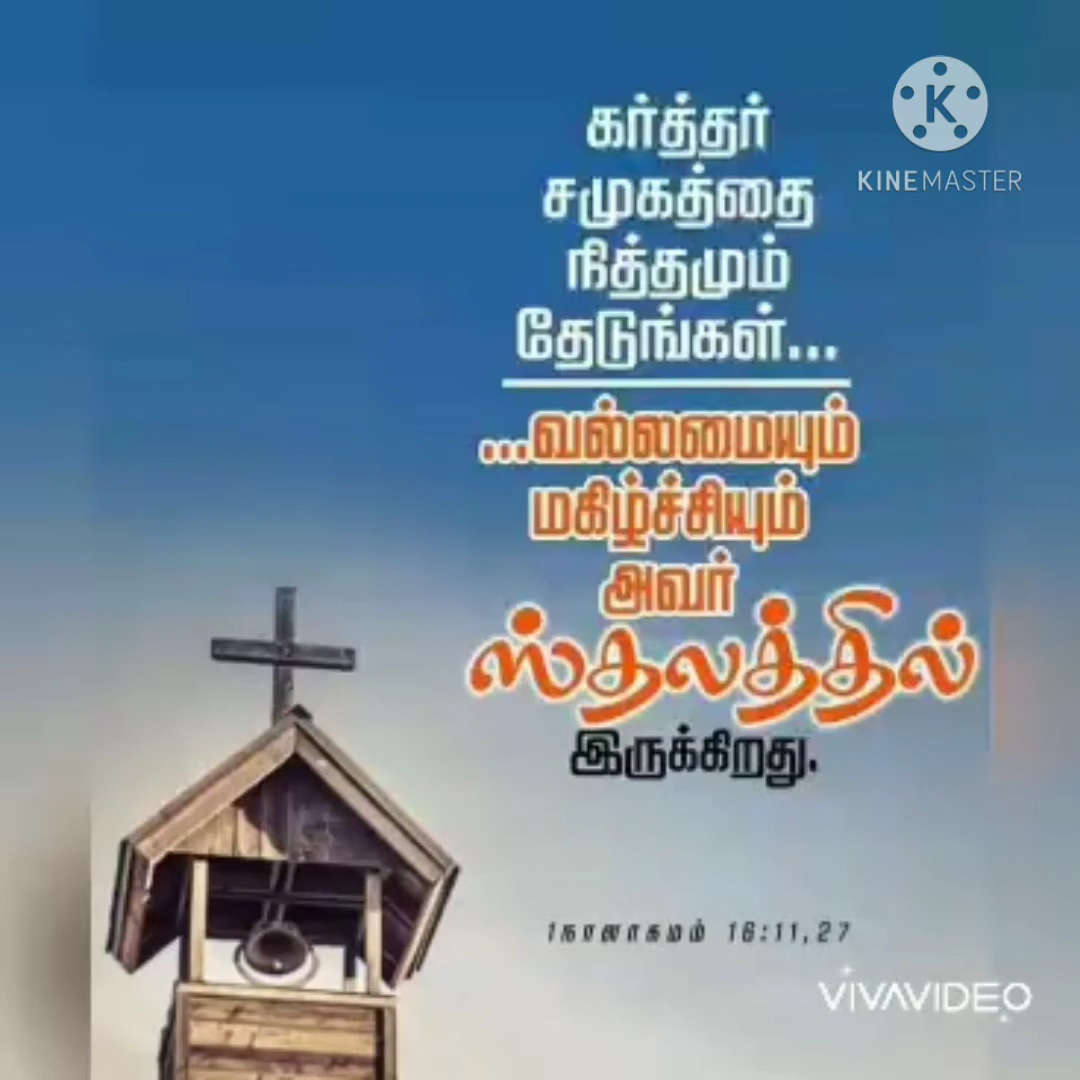 கர்த்தர்
சமுகத்தை
நித்தமும்
தேடுங்கள்...
...வல்லமையும்
மகிழ்ச்சியும்
அவர்
ஸ்தலத்தில்
இருக்கிறது.
1நாளாகமம் 16:11,27
K
KINEMASTER
VIVAVIDEO